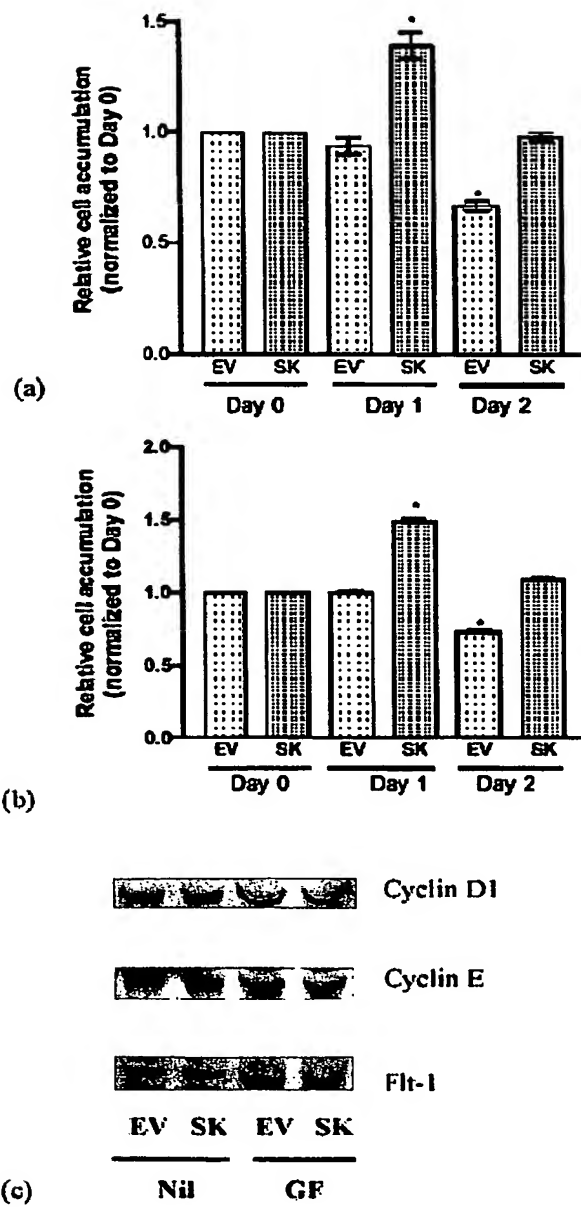 Relative cell accumulation
(normalized to Day 0)
1.5
*
1.0
*
0.5
0.0
EV SK EV SK EV SK
Day 0 Day 1 Day 2
(a)
Relative cell accumulation
(normalized to Day 0)
2.0
1.5
*
1.0
*
0.5
0.0
EV SK EV SK EV SK
Day 0 Day 1 Day 2
(b)
Cyclin D1
Cyclin E
Flt-1
EV SK EV SK
Nil GF
(c)